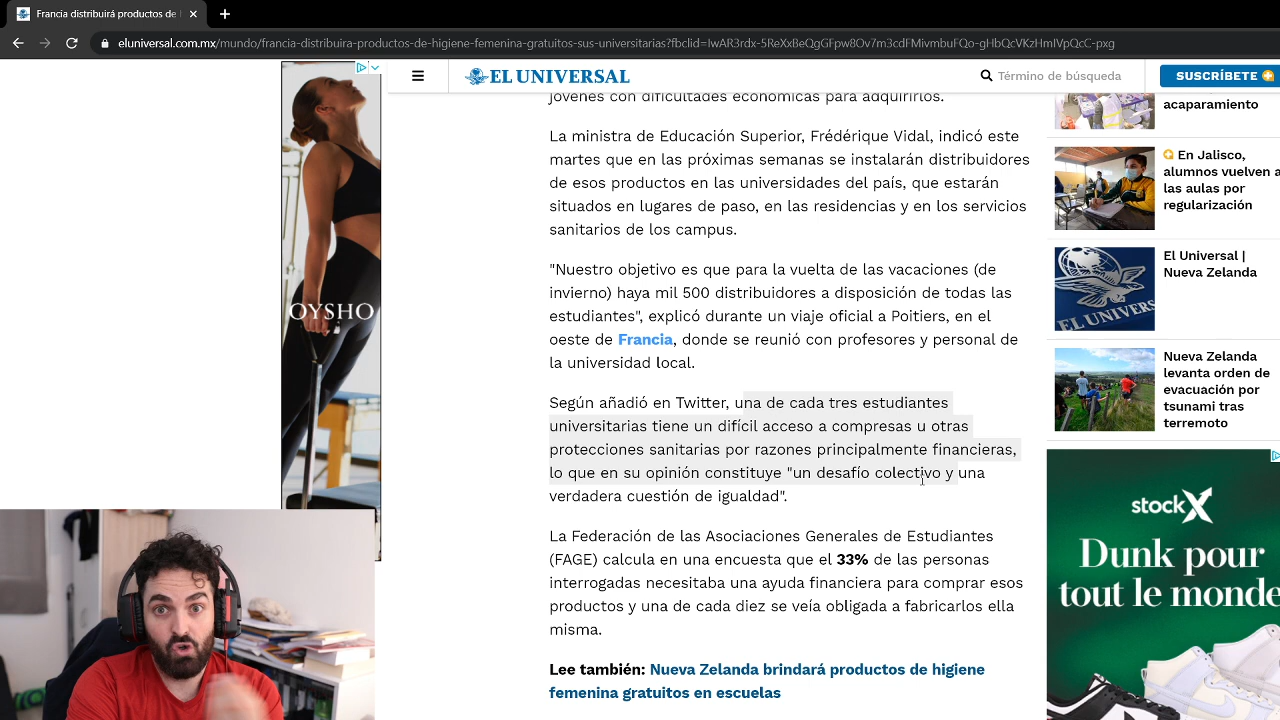 Francia distribuirá productos de
eluniversal.com.mx/mundo/francia-distribuira-productos-de-higiene-femenina-gratuitos-sus-universitarias?fbclid=IwAR3rdx-5ReXxBeQgGFpw8Ov7m3cdFMivmbuFQo-gHbQcVKzHmIVpQcC-pxg
EL UNIVERSAL
Término de búsqueda
SUSCRÍBETE
OYSHO
jóvenes con dificultades económicas para adquirirlos.
La ministra de Educación Superior, Frédérique Vidal, indicó este
martes que en las próximas semanas se instalarán distribuidores
de esos productos en las universidades del país, que estarán
situados en lugares de paso, en las residencias y en los servicios
sanitarios de los campus.
"Nuestro objetivo es que para la vuelta de las vacaciones (de
invierno) haya mil 500 distribuidores a disposición de todas las
estudiantes", explicó durante un viaje oficial a Poitiers, en el
oeste de Francia, donde se reunió con profesores y personal de
la universidad local.
Según añadió en Twitter, una de cada tres estudiantes
universitarias tiene un difícil acceso a compresas u otras
protecciones sanitarias por razones principalmente financieras,
lo que en su opinión constituye "un desafío colectivo y una
verdadera cuestión de igualdad".
La Federación de las Asociaciones Generales de Estudiantes
(FAGE) calcula en una encuesta que el 33% de las personas
interrogadas necesitaba una ayuda financiera para comprar esos
productos y una de cada diez se veía obligada a fabricarlos ella
misma.
Lee también: Nueva Zelanda brindará productos de higiene
femenina gratuitos en escuelas
acaparamiento
En Jalisco,
alumnos vuelven a
las aulas por
regularización
EL UNIVERS
El Universal |
Nueva Zelanda
Nueva Zelanda
levanta orden de
evacuación por
tsunami tras
terremoto
stockX
Dunk pour
tout le monde